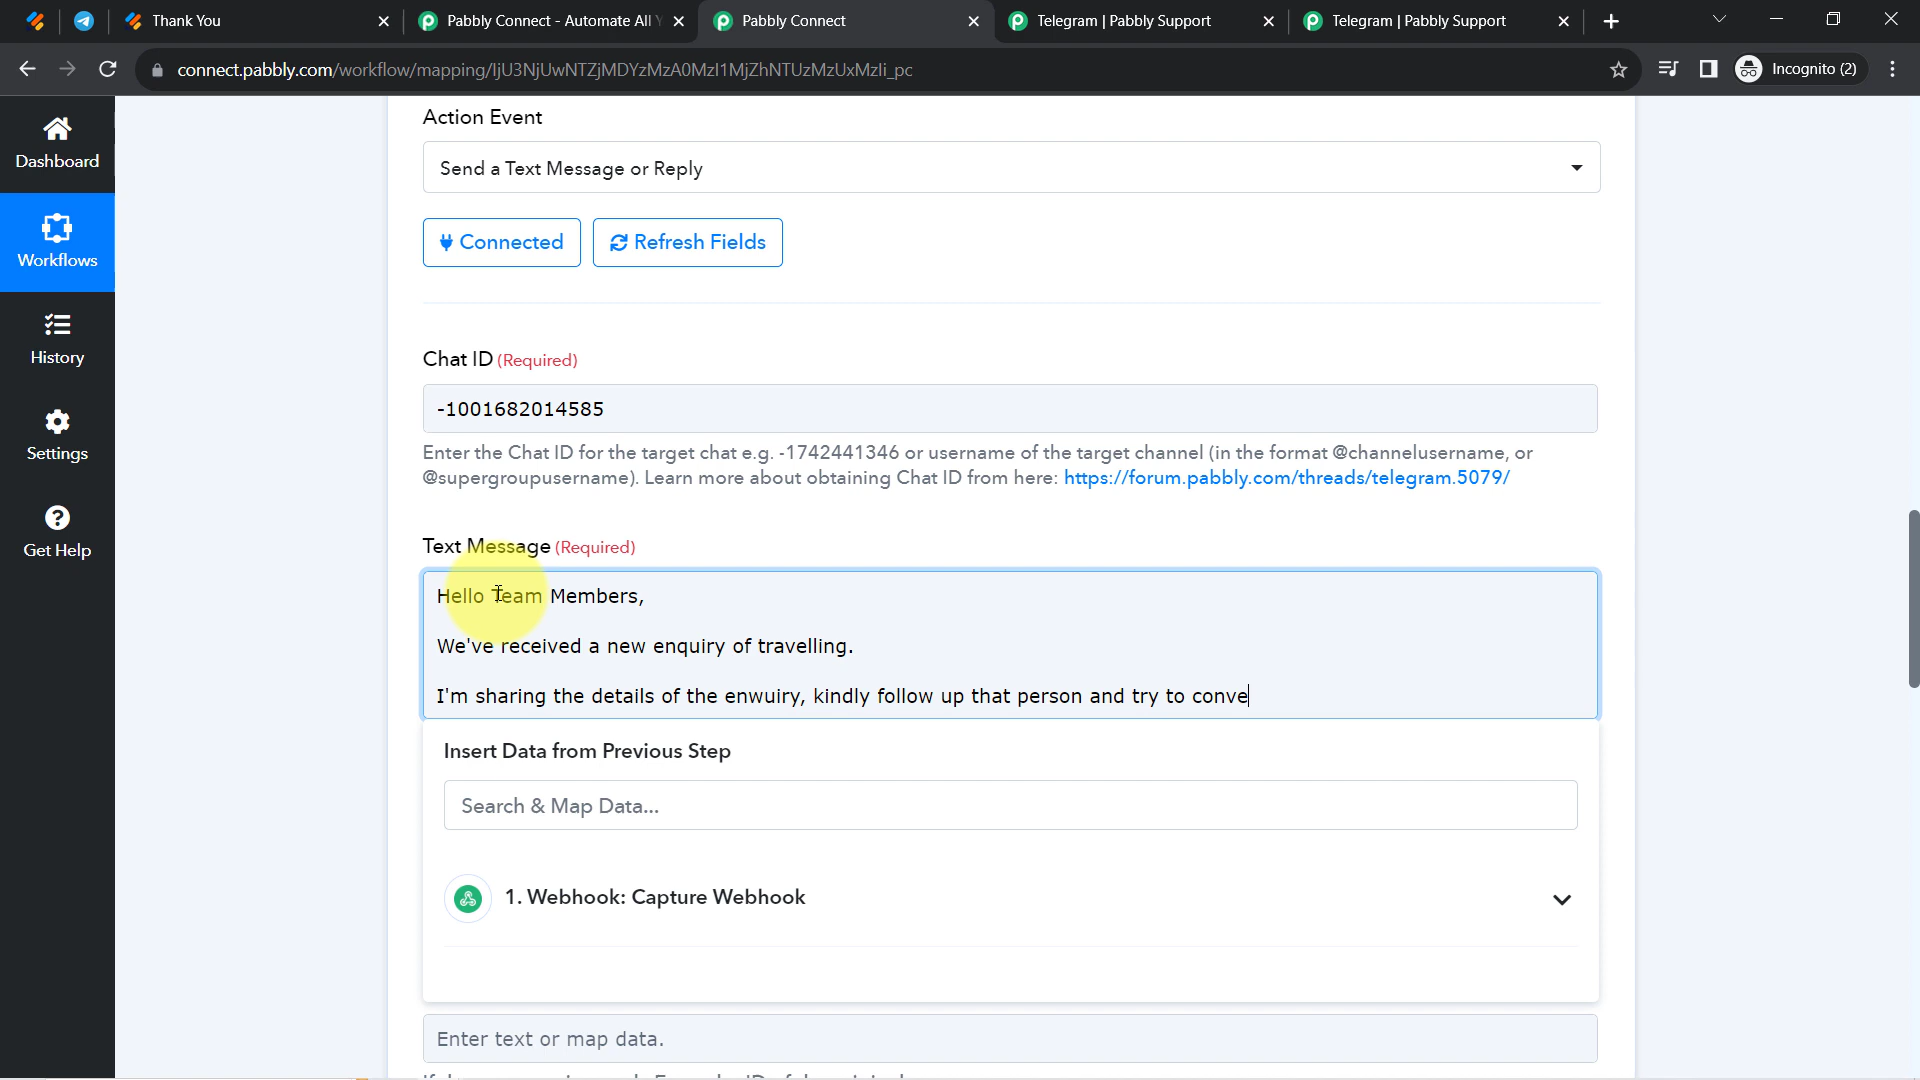 Thank You
Pabbly Connect - Automate All Y
Pabbly Connect
Telegram | Pabbly Support
Telegram | Pabbly Support
connect.pabbly.com/workflow/mapping/IjU3NjUwNTZjMDYzMzA0MzI1MjZhNTUzMzUxMzIi_pc
Incognito (2)
Dashboard
Workflows
History
Settings
Get Help
Action Event
Send a Text Message or Reply
Connected
Refresh Fields
Chat ID (Required)
-1001682014585
Enter the Chat ID for the target chat e.g. -1742441346 or username of the target channel (in the format @channelusername, or
@supergroupusername). Learn more about obtaining Chat ID from here: https://forum.pabbly.com/threads/telegram.5079/
Text Message (Required)
Hello Team Members,
We've received a new enquiry of travelling.
I'm sharing the details of the enwuiry, kindly follow up that person and try to conve
Insert Data from Previous Step
Search & Map Data...
1. Webhook: Capture Webhook
Enter text or map data.